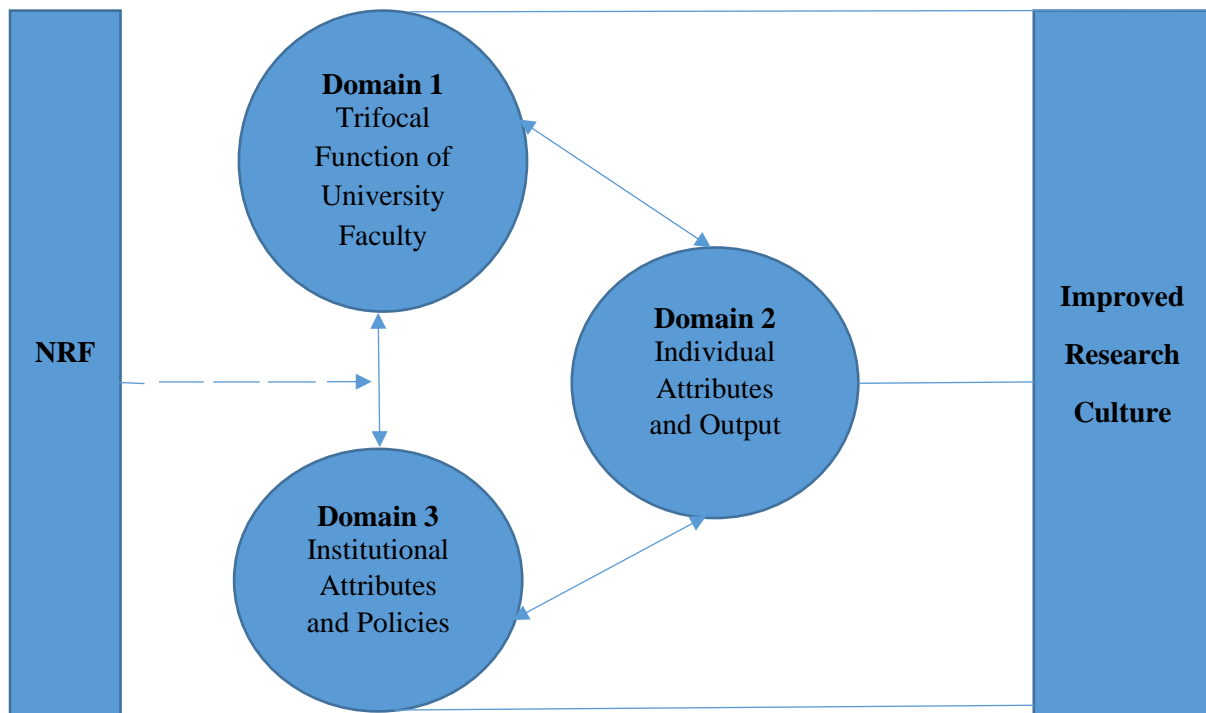 NRF
Domain 1
Trifocal
Function of
University
Faculty
Domain 2
Individual
Attributes
and Output
Domain 3
Institutional
Attributes
and Policies
Improved
Research
Culture